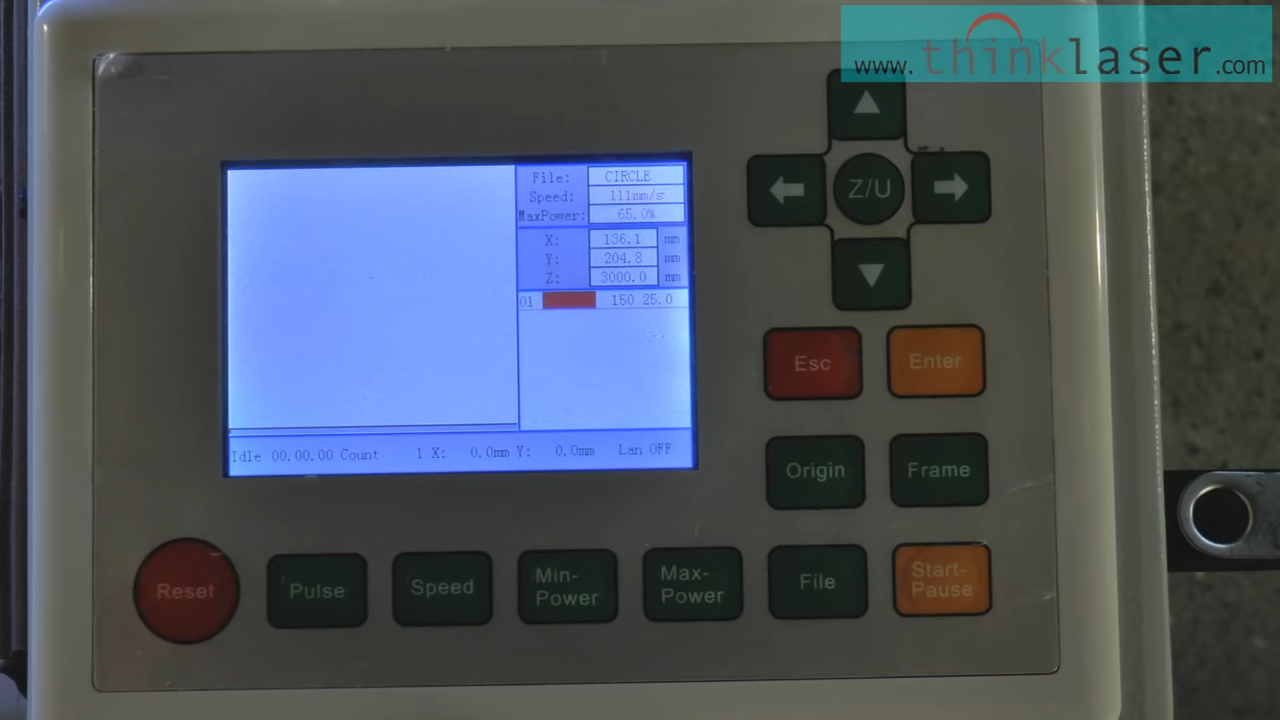 www.thinklaser.com
File: CIRCLE
Speed: 111mm/s
MaxPower: 65.0%
X: 136.1 mm
Y: 204.8 mm
Z: 3000.0 mm
01 150 25.0
Idle 00.00.00 Count 1 X: 0.0mm Y: 0.0mm Lan OFF
Z/U
Esc
Enter
Origin
Frame
Reset
Pulse
Speed
Min-
Power
Max-
Power
File
Start-
Pause